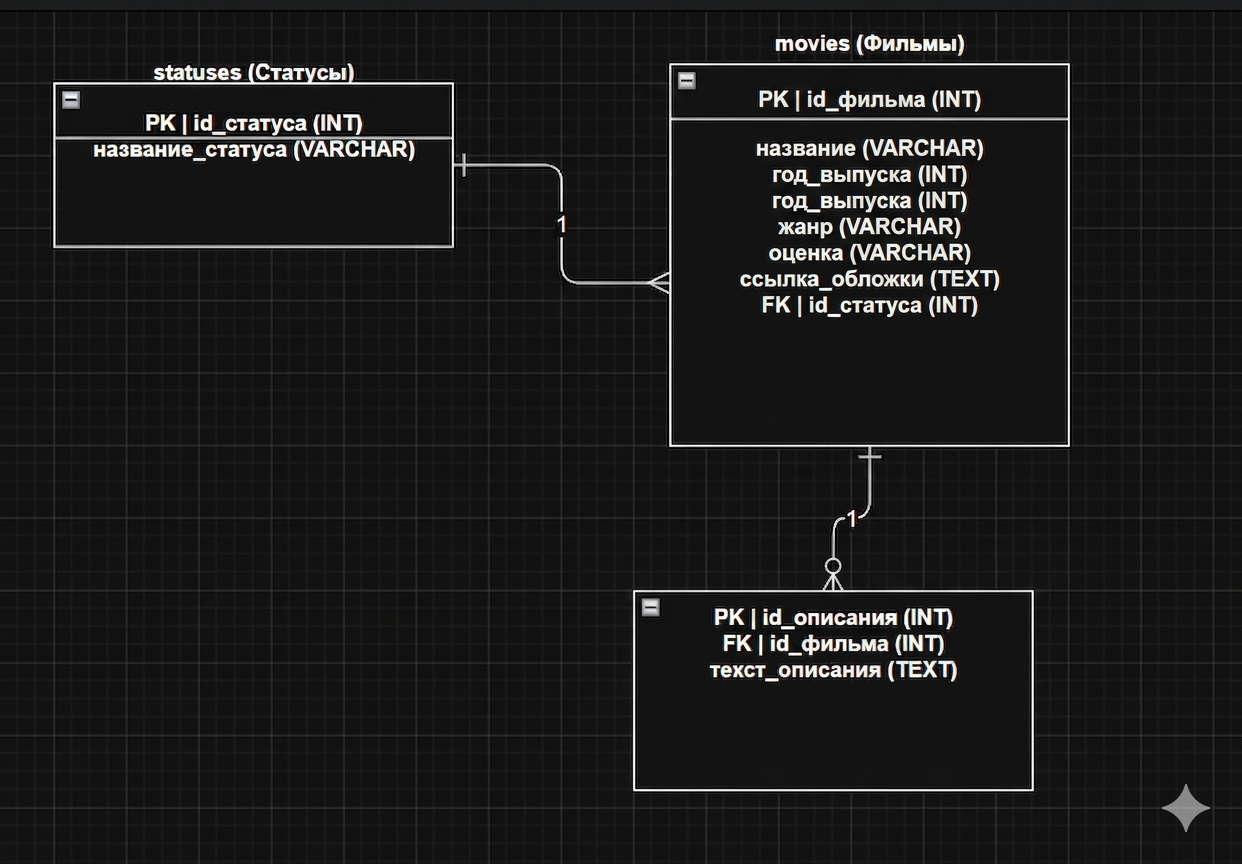 statuses (Статусы)
PK | id_статуса (INT)
название_статуса (VARCHAR)
1
movies (Фильмы)
PK | id_фильма (INT)
название (VARCHAR)
год_выпуска (INT)
год_выпуска (INT)
жанр (VARCHAR)
оценка (VARCHAR)
ссылка_обложки (TEXT)
FK | id_статуса (INT)
1
PK | id_описания (INT)
FK | id_фильма (INT)
техст_описания (TEXT)